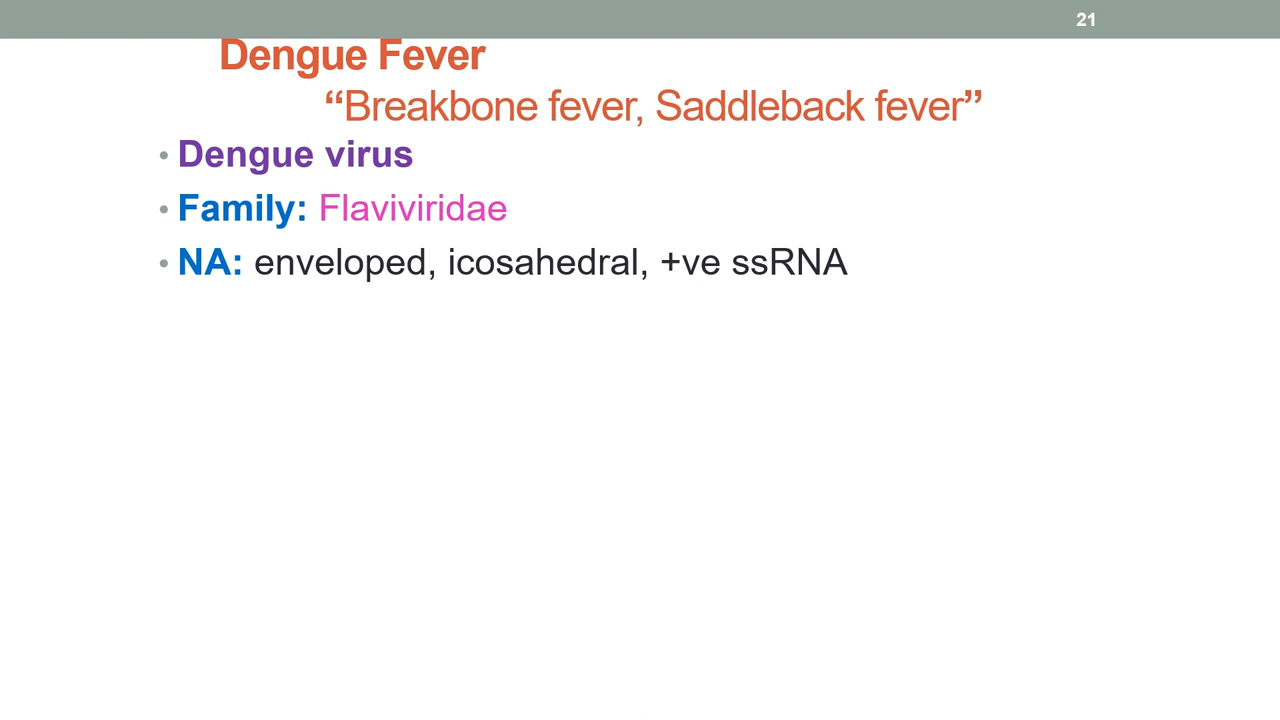 21
Dengue Fever
“Breakbone fever, Saddleback fever”
• Dengue virus
• Family: Flaviviridae
• NA: enveloped, icosahedral, +ve ssRNA